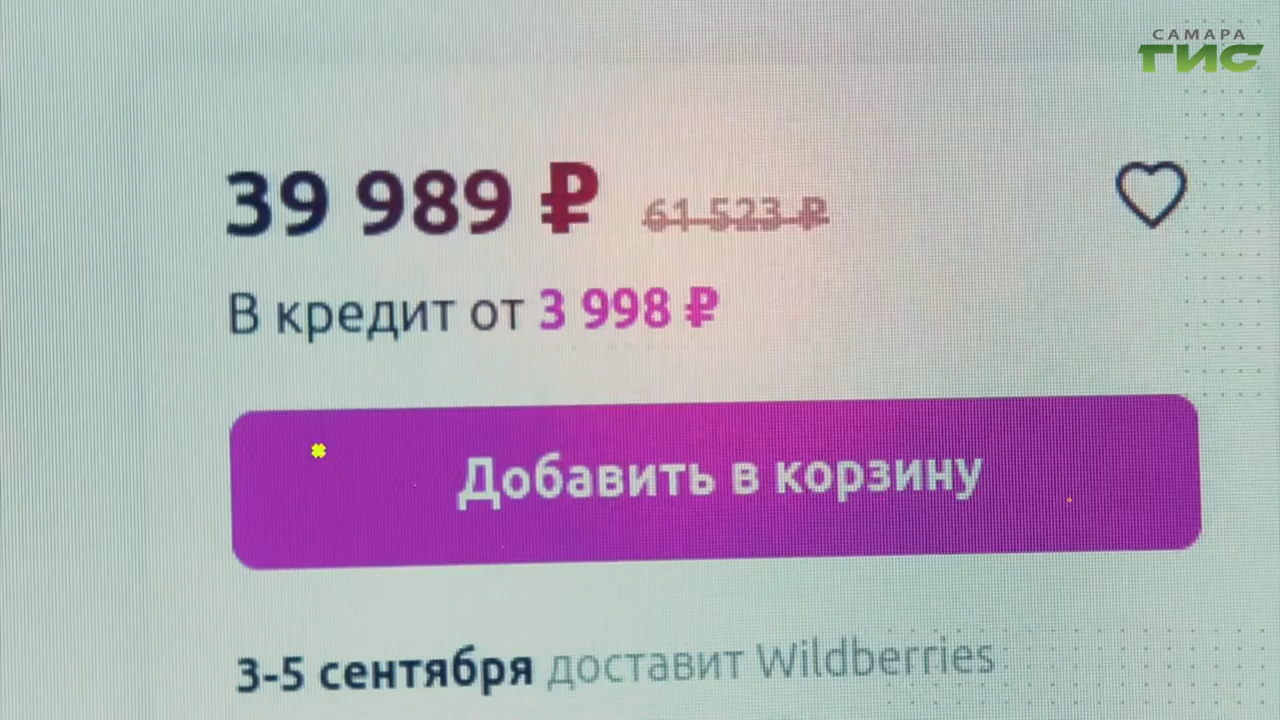 САМАРА
ГИС
39 989 ₽ 61 523 ₽
В кредит от 3 998 ₽
Добавить в корзину
3-5 сентября доставит Wildberries